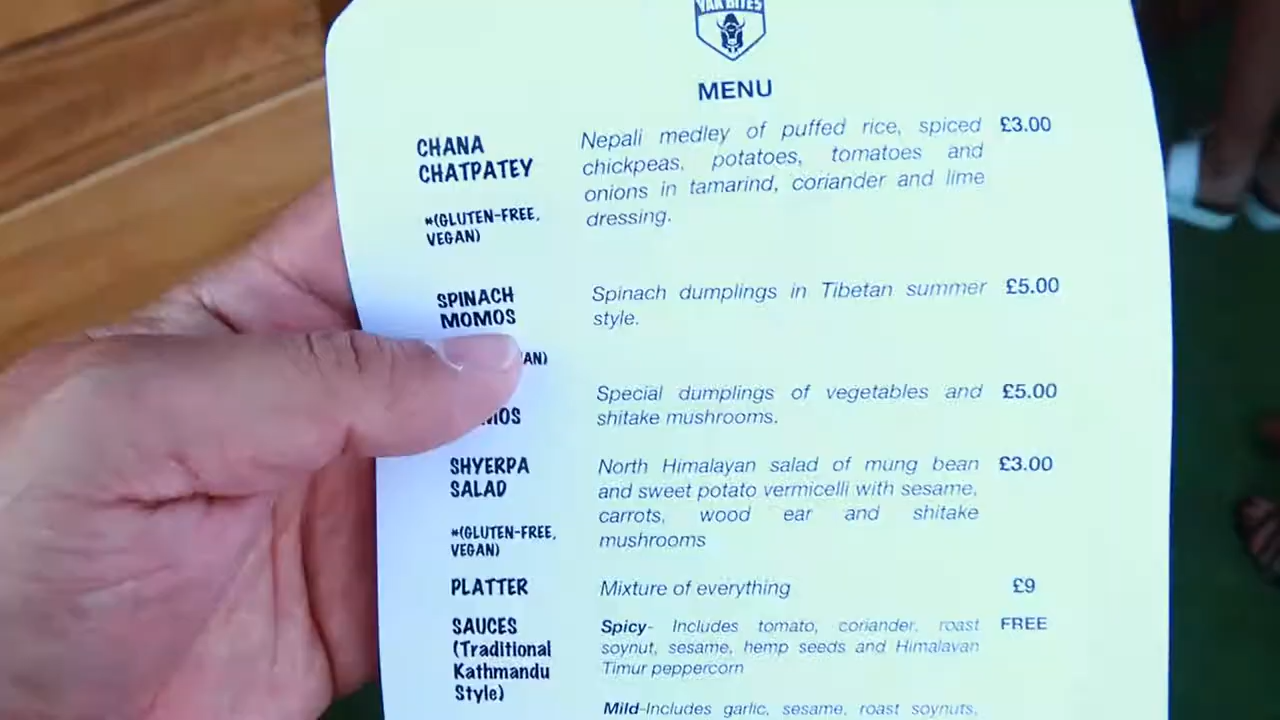 YAK BITES
MENU
CHANA
CHATPATEY
*(GLUTEN-FREE,
VEGAN)
Nepali medley of puffed rice, spiced
chickpeas, potatoes, tomatoes and
onions in tamarind, coriander and lime
dressing.
£3.00
SPINACH
MOMOS
Spinach dumplings in Tibetan summer
style.
£5.00
Special dumplings of vegetables and
shitake mushrooms.
£5.00
SHYERPA
SALAD
*(GLUTEN-FREE,
VEGAN)
North Himalayan salad of mung bean
and sweet potato vermicelli with sesame,
carrots, wood ear and shitake
mushrooms
£3.00
PLATTER
Mixture of everything
£9
SAUCES
(Traditional
Kathmandu
Style)
Spicy- Includes tomato, coriander, roast
soynut, sesame, hemp seeds and Himalayan
Timur peppercorn
FREE
Mild-Includes garlic, sesame, roast soynuts,